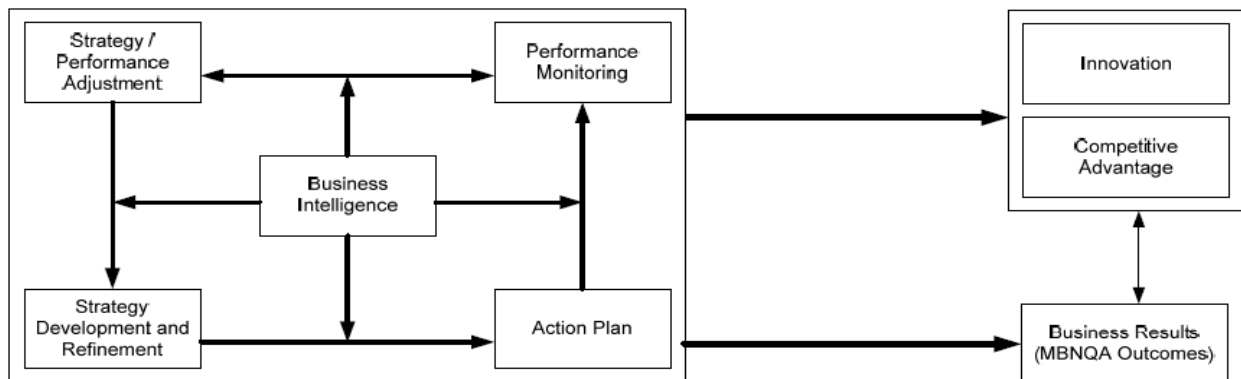 Strategy /
Performance
Adjustment
Performance
Monitoring
Innovation
Competitive
Advantage
Business
Intelligence
Strategy
Development and
Refinement
Action Plan
Business Results
(MBNQA Outcomes)